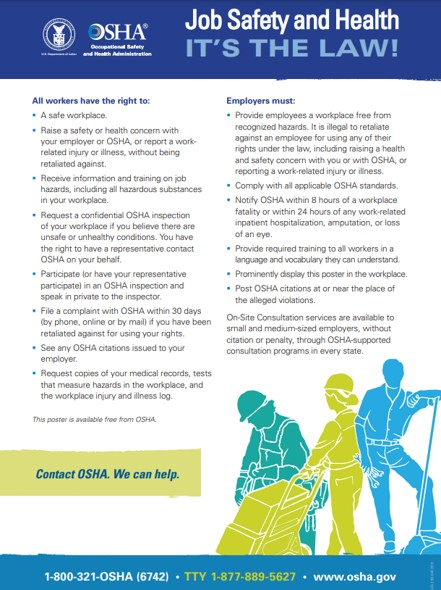 OSHA®
U.S. Department of Labor
Occupational Safety
and Health Administration
Job Safety and Health
IT'S THE LAW!
All workers have the right to:
▪ A safe workplace.
▪ Raise a safety or health concern with
your employer or OSHA, or report a work-
related injury or illness, without being
retaliated against.
▪ Receive information and training on job
hazards, including all hazardous substances
in your workplace.
▪ Request a confidential OSHA inspection
of your workplace if you believe there are
unsafe or unhealthy conditions. You have
the right to have a representative contact
OSHA on your behalf.
▪ Participate (or have your representative
participate) in an OSHA inspection and
speak in private to the inspector.
▪ File a complaint with OSHA within 30 days
(by phone, online or by mail) if you have been
retaliated against for using your rights.
▪ See any OSHA citations issued to your
employer.
▪ Request copies of your medical records, tests
that measure hazards in the workplace, and
the workplace injury and illness log.
This poster is available free from OSHA.
Contact OSHA. We can help.
Employers must:
▪ Provide employees a workplace free from
recognized hazards. It is illegal to retaliate
against an employee for using any of their
rights under the law, including raising a health
and safety concern with you or with OSHA, or
reporting a work-related injury or illness.
▪ Comply with all applicable OSHA standards.
▪ Notify OSHA within 8 hours of a workplace
fatality or within 24 hours of any work-related
inpatient hospitalization, amputation, or loss
of an eye.
▪ Provide required training to all workers in a
language and vocabulary they can understand.
▪ Prominently display this poster in the workplace.
▪ Post OSHA citations at or near the place of
the alleged violations.
On-Site Consultation services are available to
small and medium-sized employers, without
citation or penalty, through OSHA-supported
consultation programs in every state.
1-800-321-OSHA (6742) • TTY 1-877-889-5627 • www.osha.gov